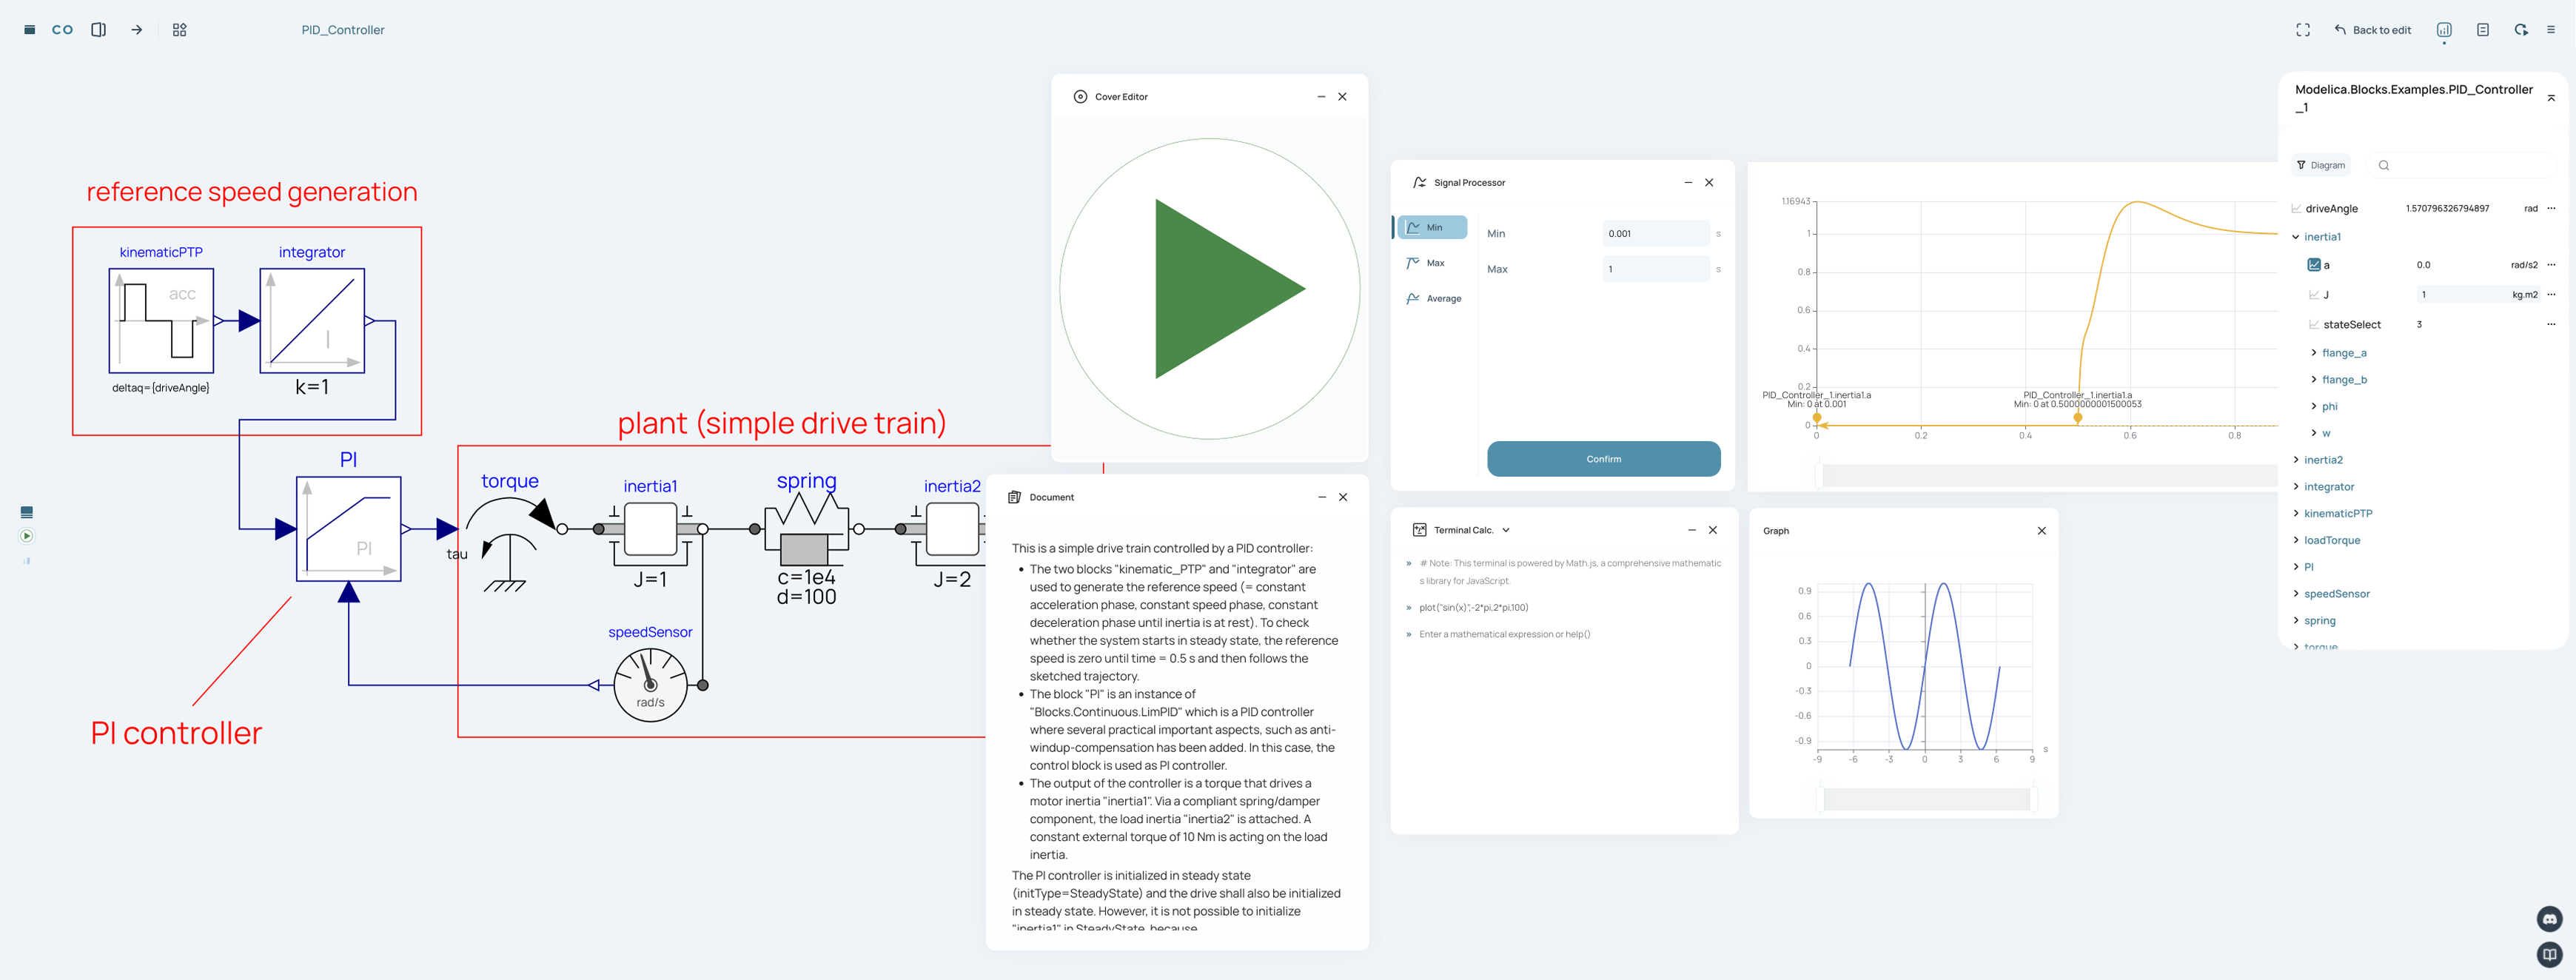 CO
PID_Controller
Back to edit
reference speed generation
kinematicPTP
integrator
acc
I
deltaq={driveAngle}
k=1
PI
PI
plant (simple drive train)
torque
tau
inertia1
J=1
spring
c=1e4
d=100
inertia2
J=2
speedSensor
rad/s
PI controller
Cover Editor
Document
This is a simple drive train controlled by a PID controller:
• The two blocks "kinematic_PTP" and "integrator" are
used to generate the reference speed (= constant
acceleration phase, constant speed phase, constant
deceleration phase until inertia is at rest). To check
whether the system starts in steady state, the reference
speed is zero until time = 0.5 s and then follows the
sketched trajectory.
• The block "PI" is an instance of
"Blocks.Continuous.LimPID" which is a PID controller
where several practical important aspects, such as anti-
windup-compensation has been added. In this case, the
control block is used as PI controller.
• The output of the controller is a torque that drives a
motor inertia "inertia1". Via a compliant spring/damper
component, the load inertia "inertia2" is attached. A
constant external torque of 10 Nm is acting on the load
inertia.
The PI controller is initialized in steady state
(initType=SteadyState) and the drive shall also be initialized
in steady state. However, it is not possible to initialize
"inertia1" in SteadyState, because
Signal Processor
Min
Max
Average
Min 0.001 s
Max 1 s
Confirm
1.16943
1
0.8
0.6
0.4
0.2
0
PID_Controller_1.inertia1.a
Min: 0 at 0.001
PID_Controller_1.inertia1.a
Min: 0 at 0.5000000001500053
0 0.2 0.4 0.6 0.8
Terminal Calc.
» # Note: This terminal is powered by Math.js, a comprehensive mathematic
s library for JavaScript.
» plot("sin(x)",-2*pi,2*pi,100)
» Enter a mathematical expression or help()
Graph
0.9
0.6
0.3
0
-0.3
-0.6
-0.9
-9 -6 -3 0 3 6 9
s
Modelica.Blocks.Examples.PID_Controller
_1
Diagram
driveAngle 1.570796326794897 rad ···
inertia1
a 0.0 rad/s2 ···
J 1 kg.m2 ···
stateSelect 3 ···
flange_a
flange_b
phi
w
inertia2
integrator
kinematicPTP
loadTorque
PI
speedSensor
spring
torque